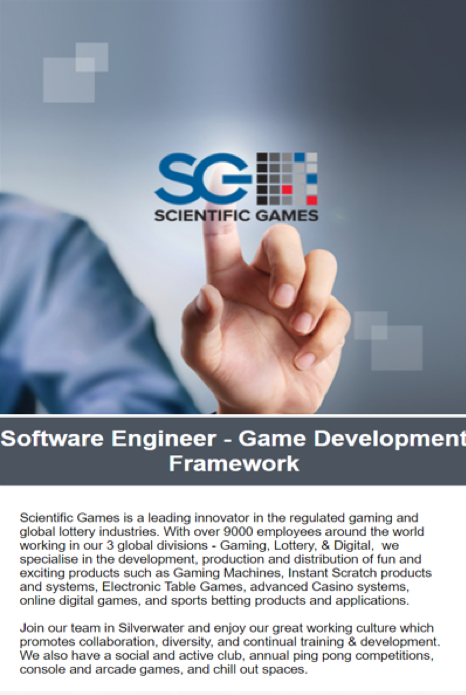 SG
SCIENTIFIC GAMES
Software Engineer - Game Development
Framework
Scientific Games is a leading innovator in the regulated gaming and
global lottery industries. With over 9000 employees around the world
working in our 3 global divisions - Gaming, Lottery, & Digital, we
specialise in the development, production and distribution of fun and
exciting products such as Gaming Machines, Instant Scratch products
and systems, Electronic Table Games, advanced Casino systems,
online digital games, and sports betting products and applications.
Join our team in Silverwater and enjoy our great working culture which
promotes collaboration, diversity, and continual training & development.
We also have a social and active club, annual ping pong competitions,
console and arcade games, and chill out spaces.